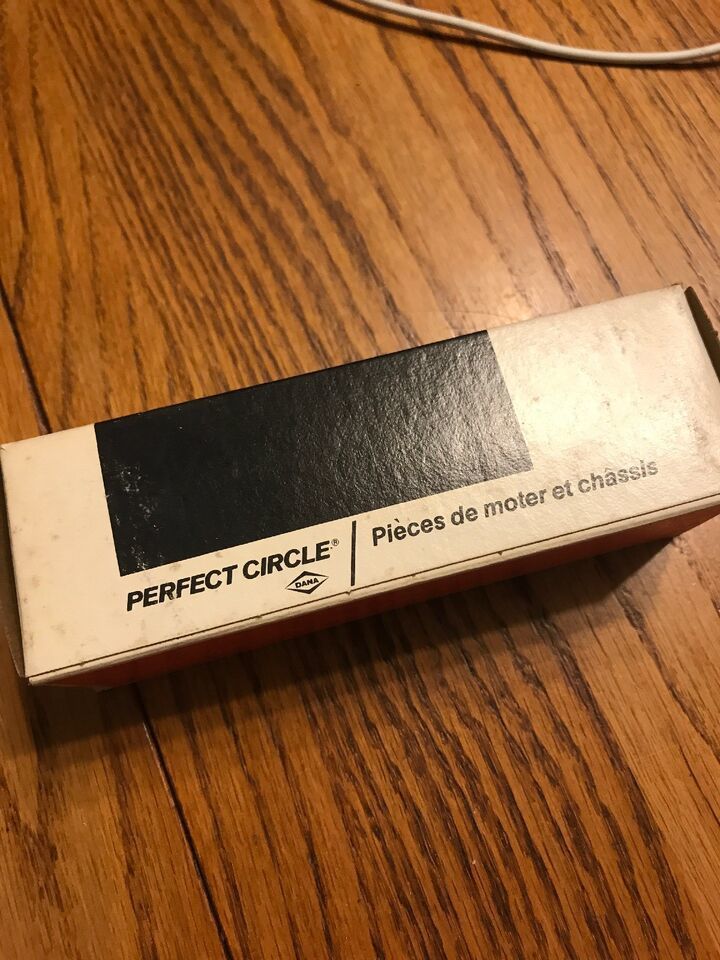 PERFECT CIRCLE®
DANA
Pièces de moter et châssis